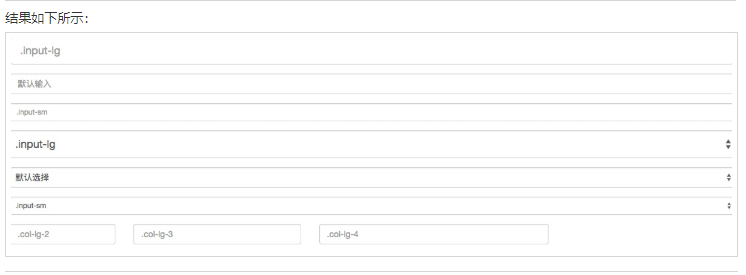 结果如下所示：
.input-lg
默认输入
.input-sm
.input-lg
默认选择
.input-sm
.col-lg-2 .col-lg-3 .col-lg-4